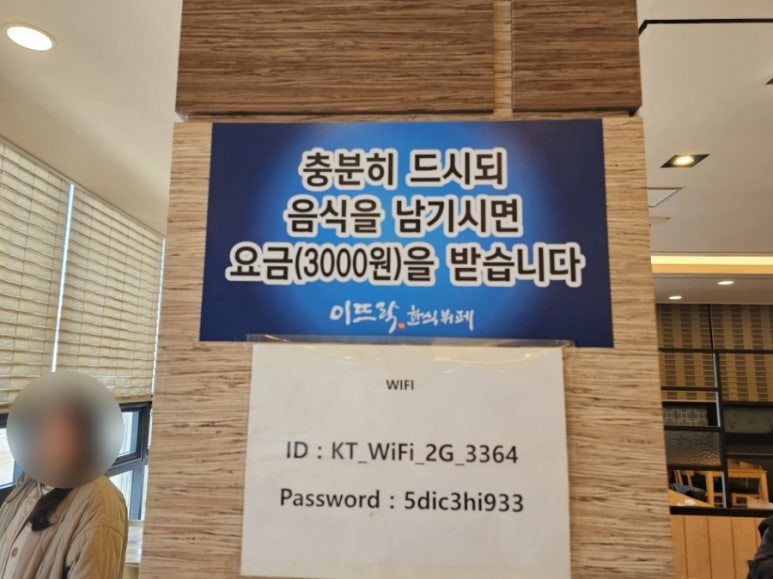 충분히 드시되
음식을 남기시면
요금(3000원)을 받습니다
이뜨락 한식뷔페
WIFI
ID : KT_WiFi_2G_3364
Password : 5dic3hi933